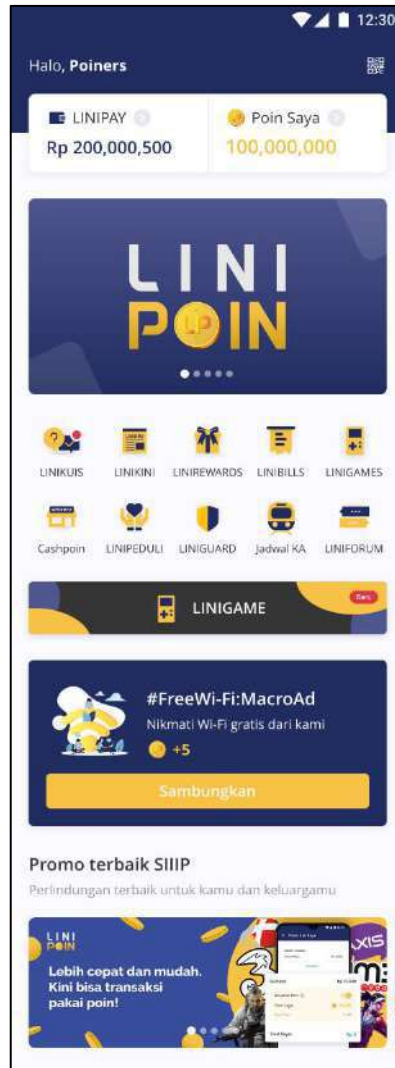 12:30
Halo, Poiners
LINIPAY
Poin Saya
Rp 200,000,500
100,000,000
LINI
POIN
LINIKUIS LINIKINI LINIREWARDS LINIBILLS LINIGAMES
Cashpoin LINIPEDULI LINIGUARD Jadwal KA LINIFORUM
LINIGAME
Baru
#FreeWi-Fi:MacroAd
Nikmati Wi-Fi gratis dari kami
+5
Sambungkan
Promo terbaik SIIIP
Perlindungan terbaik untuk kamu dan keluargamu
LINI
POIN
Lebih cepat dan mudah.
Kini bisa transaksi
pakai poin!
3
AXIS